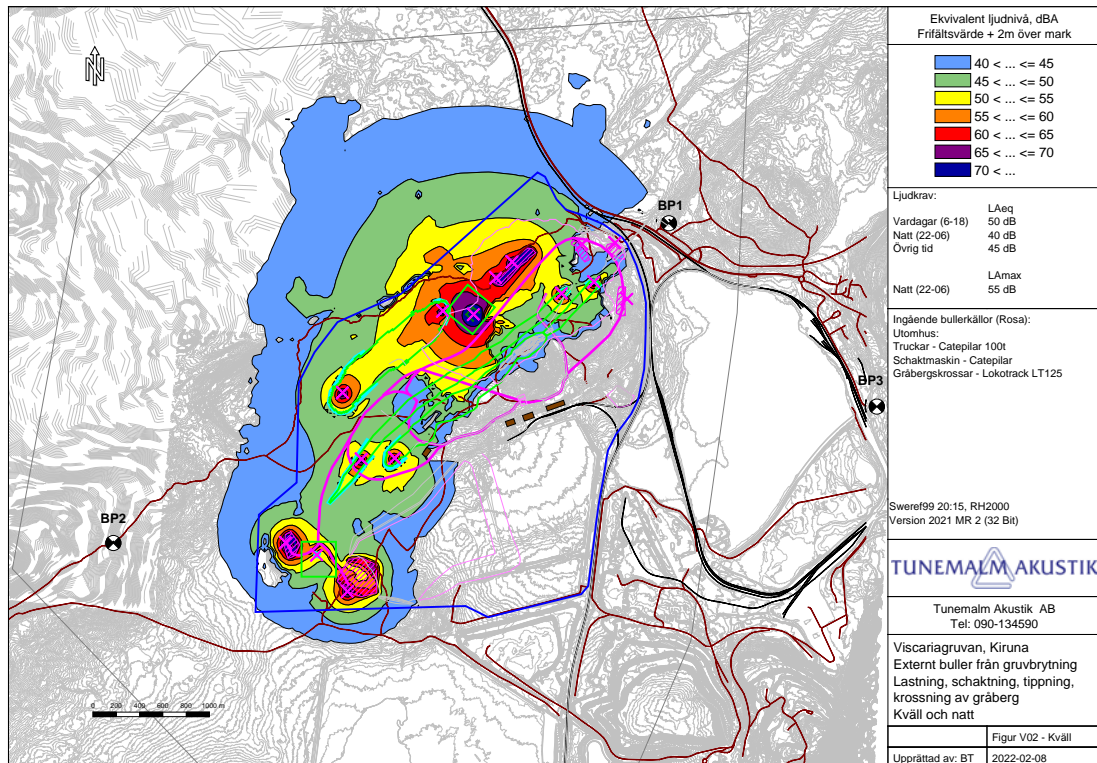 Ekvivalent ljudnivå, dBA
Frifältsvärde + 2m över mark
40 < ... <= 45
45 < ... <= 50
50 < ... <= 55
55 < ... <= 60
60 < ... <= 65
65 < ... <= 70
70 < ...
Ljudkrav:
LAeq
Vardagar (6-18) 50 dB
Natt (22-06) 40 dB
Övrig tid 45 dB
LAmax
Natt (22-06) 55 dB
Ingående bullerkällor (Rosa):
Utomhus:
Truckar - Catepilar 100t
Schaktmaskin - Catepilar
Gråbergskrossar - Lokotrack LT125
N
BP1
BP3
BP2
0 200 400 600 800 1000 m
Sweref99 20:15, RH2000
Version 2021 MR 2 (32 Bit)
TUNEMALM AKUSTIK
Tunemalm Akustik AB
Tel: 090-134590
Viscariagruvan, Kiruna
Externt buller från gruvbrytning
Lastning, schaktning, tippning,
krossning av gråberg
Kväll och natt
Figur V02 - Kväll
Upprättad av: BT 2022-02-08